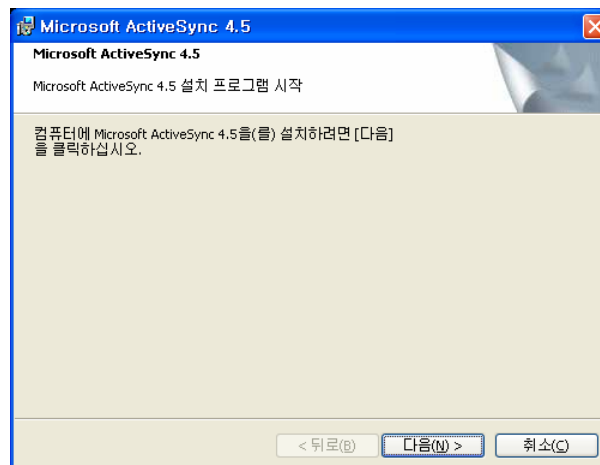 Microsoft ActiveSync 4.5
Microsoft ActiveSync 4.5
Microsoft ActiveSync 4.5 설치 프로그램 시작
컴퓨터에 Microsoft ActiveSync 4.5을(를) 설치하려면 [다음]
을 클릭하십시오.
< 뒤로(B) 다음(N) > 취소(C)